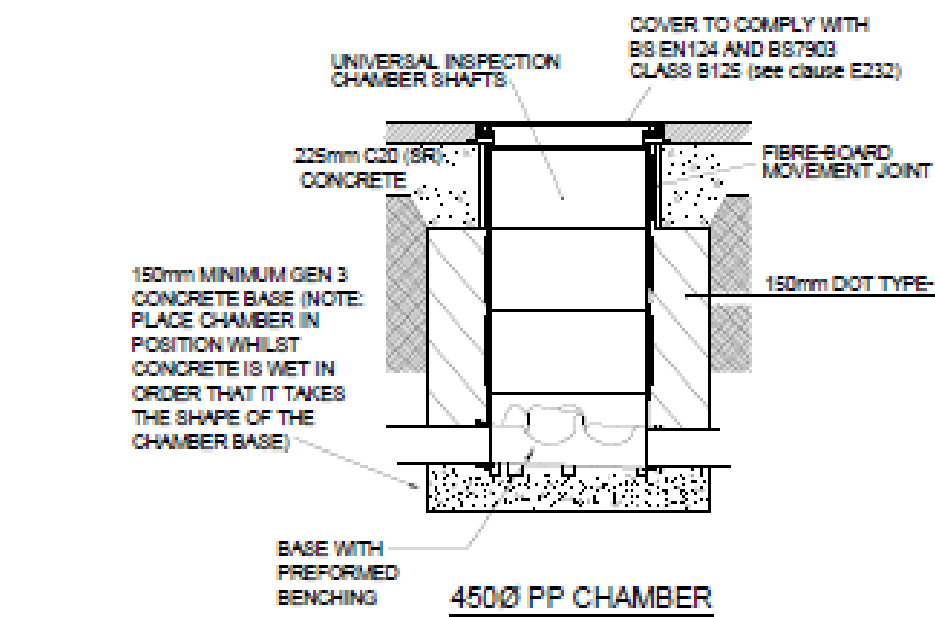 COVER TO COMPLY WITH
BS EN124 AND BS7903
CLASS B125 (see clause E232)
UNIVERSAL INSPECTION
CHAMBER SHAFTS
225mm C20 (SR)
CONCRETE
FIBRE-BOARD
MOVEMENT JOINT
150mm MINIMUM GEN 3
CONCRETE BASE (NOTE:
PLACE CHAMBER IN
POSITION WHILST
CONCRETE IS WET IN
ORDER THAT IT TAKES
THE SHAPE OF THE
CHAMBER BASE)
150mm DOT TYPE-
BASE WITH
PREFORMED
BENCHING
450Ø PP CHAMBER